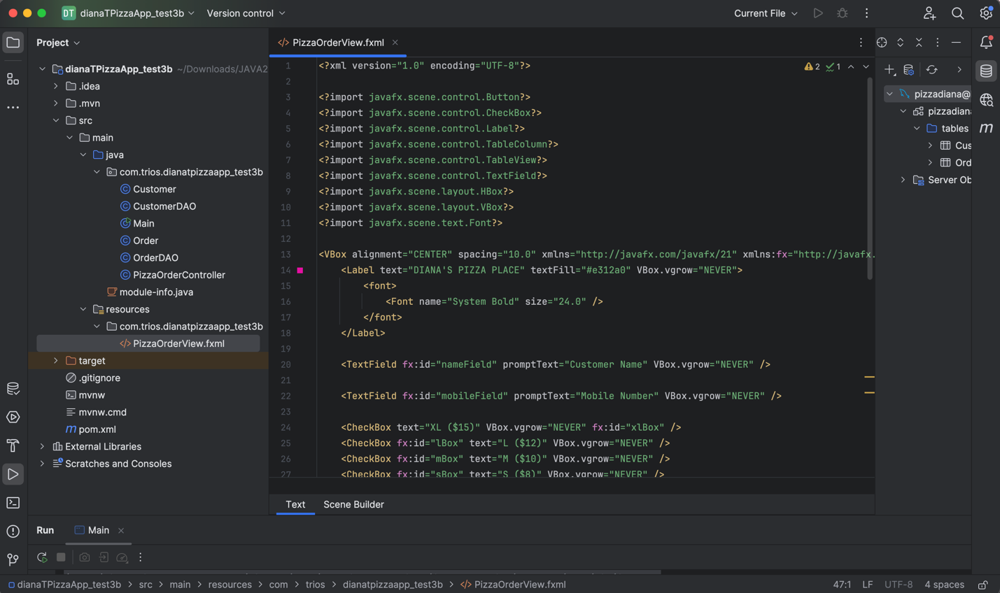 DT dianaTPizzaApp_test3b Version control Current File
Project
dianaTPizzaApp_test3b ~/Downloads/JAVA2
.idea
.mvn
src
main
java
com.trios.dianatpizzaapp_test3b
Customer
CustomerDAO
Main
Order
OrderDAO
PizzaOrderController
module-info.java
resources
com.trios.dianatpizzaapp_test3b
PizzaOrderView.fxml
target
.gitignore
mvnw
mvnw.cmd
pom.xml
External Libraries
Scratches and Consoles
PizzaOrderView.fxml
2 1
1 <?xml version="1.0" encoding="UTF-8"?>
2
3 <?import javafx.scene.control.Button?>
4 <?import javafx.scene.control.CheckBox?>
5 <?import javafx.scene.control.Label?>
6 <?import javafx.scene.control.TableColumn?>
7 <?import javafx.scene.control.TableView?>
8 <?import javafx.scene.control.TextField?>
9 <?import javafx.scene.layout.HBox?>
10 <?import javafx.scene.layout.VBox?>
11 <?import javafx.scene.text.Font?>
12
13 <VBox alignment="CENTER" spacing="10.0" xmlns="http://javafx.com/javafx/21" xmlns:fx="http://javafx.
14 <Label text="DIANA'S PIZZA PLACE" textFill="#e312a0" VBox.vgrow="NEVER">
15 <font>
16 <Font name="System Bold" size="24.0" />
17 </font>
18 </Label>
19
20 <TextField fx:id="nameField" promptText="Customer Name" VBox.vgrow="NEVER" />
21
22 <TextField fx:id="mobileField" promptText="Mobile Number" VBox.vgrow="NEVER" />
23
24 <CheckBox text="XL ($15)" VBox.vgrow="NEVER" fx:id="xlBox" />
25 <CheckBox fx:id="lBox" text="L ($12)" VBox.vgrow="NEVER" />
26 <CheckBox fx:id="mBox" text="M ($10)" VBox.vgrow="NEVER" />
27 <CheckBox fx:id="sBox" text="S ($8)" VBox.vgrow="NEVER" />
Text Scene Builder
pizzadiana@
pizzadiana
tables
Cus
Ord
Server Ob
m
Run Main
dianaTPizzaApp_test3b > src > main > resources > com > trios > dianatpizzaapp_test3b > PizzaOrderView.fxml
47:1 LF UTF-8 4 spaces